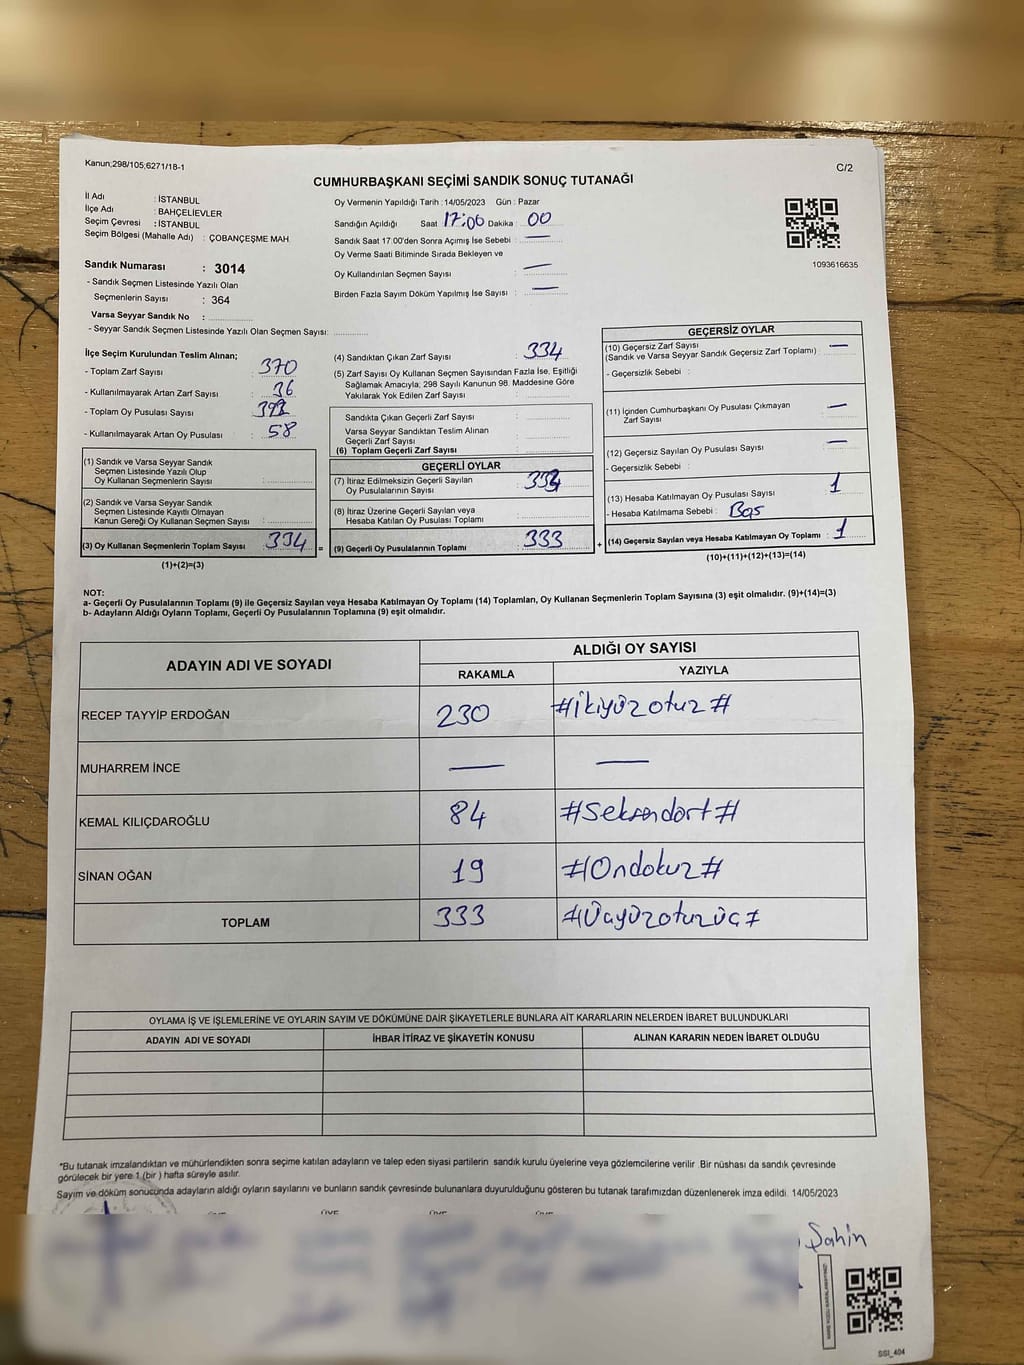 Kanun;298/105;6271/18-1
C/2
CUMHURBAŞKANI SEÇİMİ SANDIK SONUÇ TUTANAĞI
İl Adı : İSTANBUL
İlçe Adı : BAHÇELİEVLER
Seçim Çevresi : İSTANBUL
Seçim Bölgesi (Mahalle Adı) : ÇOBANÇEŞME MAH.
Sandık Numarası : 3014
- Sandık Seçmen Listesinde Yazılı Olan
Seçmenlerin Sayısı : 364
Varsa Seyyar Sandık No :
- Seyyar Sandık Seçmen Listesinde Yazılı Olan Seçmen Sayısı:
Oy Vermenin Yapıldığı Tarih : 14/05/2023 Gün : Pazar
Sandığın Açıldığı Saat 17:00 Dakika : 00
Sandık Saat 17:00'den Sonra Açımış İse Sebebi : —
Oy Verme Saati Bitiminde Sırada Bekleyen ve
Oy Kullandırılan Seçmen Sayısı —
Birden Fazla Sayım Döküm Yapılmış İse Sayısı : —
1093616635
İlçe Seçim Kurulundan Teslim Alınan;
- Toplam Zarf Sayısı : 370
- Kullanılmayarak Artan Zarf Sayısı : 36
- Toplam Oy Pusulası Sayısı :
- Kullanılmayarak Artan Oy Pusulası : 58
(1) Sandık ve Varsa Seyyar Sandık
Seçmen Listesinde Yazılı Olup
Oy Kullanan Seçmenlerin Sayısı :
(2) Sandık ve Varsa Seyyar Sandık
Seçmen Listesinde Kayıtlı Olmayan
Kanun Gereği Oy Kullanan Seçmen Sayısı :
(3) Oy Kullanan Seçmenlerin Toplam Sayısı : 334 =
(1)+(2)=(3)
(4) Sandıktan Çıkan Zarf Sayısı : 334
(5) Zarf Sayısı Oy Kullanan Seçmen Sayısından Fazla İse, Eşitliği
Sağlamak Amacıyla; 298 Sayılı Kanunun 98. Maddesine Göre
Yakılarak Yok Edilen Zarf Sayısı :
Sandıkta Çıkan Geçerli Zarf Sayısı :
Varsa Seyyar Sandıktan Teslim Alınan
Geçerli Zarf Sayısı :
(6) Toplam Geçerli Zarf Sayısı :
GEÇERLİ OYLAR
(7) İtiraz Edilmeksizin Geçerli Sayılan
Oy Pusulalarının Sayısı :
(8) İtiraz Üzerine Geçerli Sayılan veya
Hesaba Katılan Oy Pusulası Toplamı :
(9) Geçerli Oy Pusulalarının Toplamı : 333 +
GEÇERSİZ OYLAR
(10) Geçersiz Zarf Sayısı
(Sandık ve Varsa Seyyar Sandık Geçersiz Zarf Toplamı) : —
- Geçersizlik Sebebi :
(11) İçinden Cumhurbaşkanı Oy Pusulası Çıkmayan
Zarf Sayısı : —
(12) Geçersiz Sayılan Oy Pusulası Sayısı : —
- Geçersizlik Sebebi :
(13) Hesaba Katılmayan Oy Pusulası Sayısı : 1
- Hesaba Katılmama Sebebi : Boş
(14) Geçersiz Sayılan veya Hesaba Katılmayan Oy Toplamı : 1
(10)+(11)+(12)+(13)=(14)
NOT:
a- Geçerli Oy Pusulalarının Toplamı (9) ile Geçersiz Sayılan veya Hesaba Katılmayan Oy Toplamı (14) Toplamları, Oy Kullanan Seçmenlerin Toplam Sayısına (3) eşit olmalıdır. (9)+(14)=(3)
b- Adayların Aldığı Oyların Toplamı, Geçerli Oy Pusulalarının Toplamına (9) eşit olmalıdır.
ADAYIN ADI VE SOYADI ALDIĞI OY SAYISI
RAKAMLA YAZIYLA
RECEP TAYYİP ERDOĞAN 230 #ikiyüzotuz#
MUHARREM İNCE — —
KEMAL KILIÇDAROĞLU 84 #Seksendört#
SİNAN OĞAN 19 #Ondokuz#
TOPLAM 333 #Üçyüzotuzüç#
OYLAMA İŞ VE İŞLEMLERİNE VE OYLARIN SAYIM VE DÖKÜMÜNE DAİR ŞİKAYETLERLE BUNLARA AİT KARARLARIN NELERDEN İBARET BULUNDUKLARI
ADAYIN ADI VE SOYADI İHBAR İTİRAZ VE ŞİKAYETİN KONUSU ALINAN KARARIN NEDEN İBARET OLDUĞU
*Bu tutanak imzalandıktan ve mühürlendikten sonra seçime katılan adayların ve talep eden siyasi partilerin sandık kurulu üyelerine veya gözlemcilerine verilir. Bir nüshası da sandık çevresinde
görülecek bir yere 1 (bir ) hafta süreyle asılır.
Sayım ve döküm sonucunda adayların aldığı oyların sayılarını ve bunların sandık çevresinde bulunanlara duyurulduğunu gösteren bu tutanak tarafımızdan düzenlenerek imza edildi. 14/05/2023
Şahin
SSI_404